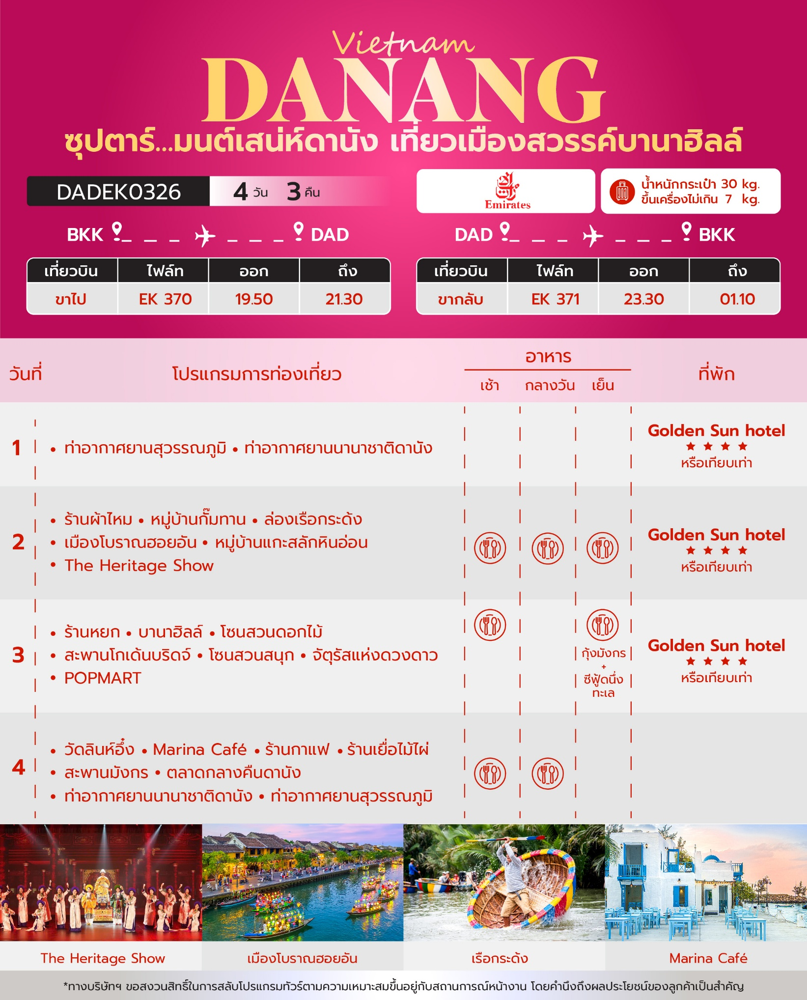 Vietnam
DANANG
ซุปตาร์...มนต์เสน่ห์ดานัง เที่ยวเมืองสวรรค์บานาฮิลล์
DADEK0326 4 วัน 3 คืน
Emirates
น้ำหนักกระเป๋า 30 kg.
ขึ้นเครื่องไม่เกิน 7 kg.
BKK DAD
DAD BKK
เที่ยวบิน ไฟล์ท ออก ถึง
ขาไป EK 370 19.50 21.30
เที่ยวบิน ไฟล์ท ออก ถึง
ขากลับ EK 371 23.30 01.10
วันที่ โปรแกรมการท่องเที่ยว อาหาร ที่พัก
เช้า กลางวัน เย็น
1
• ท่าอากาศยานสุวรรณภูมิ • ท่าอากาศยานนานาชาติดานัง
Golden Sun hotel
★ ★ ★ ★
หรือเทียบเท่า
2
• ร้านผ้าไหม • หมู่บ้านกั๊มทาน • ล่องเรือกระด้ง
• เมืองโบราณฮอยอัน • หมู่บ้านแกะสลักหินอ่อน
• The Heritage Show
Golden Sun hotel
★ ★ ★ ★
หรือเทียบเท่า
3
• ร้านหยก • บานาฮิลล์ • โซนสวนดอกไม้
• สะพานโกเด้นบริดจ์ • โซนสวนสนุก • จัตุรัสแห่งดวงดาว
• POPMART
กุ้งมังกร
+
ซีฟู้ดนึ่ง
ทะเล
Golden Sun hotel
★ ★ ★ ★
หรือเทียบเท่า
4
• วัดลินห์อึ๋ง • Marina Café • ร้านกาแฟ • ร้านเยื่อไม้ไผ่
• สะพานมังกร • ตลาดกลางคืนดานัง
• ท่าอากาศยานนานาชาติดานัง • ท่าอากาศยานสุวรรณภูมิ
The Heritage Show
เมืองโบราณฮอยอัน
เรือกระด้ง
Marina Café
*ทางบริษัทฯ ขอสงวนสิทธิ์ในการสลับโปรแกรมทัวร์ตามความเหมาะสมขึ้นอยู่กับสถานการณ์หน้างาน โดยคำนึงถึงผลประโยชน์ของลูกค้าเป็นสำคัญ